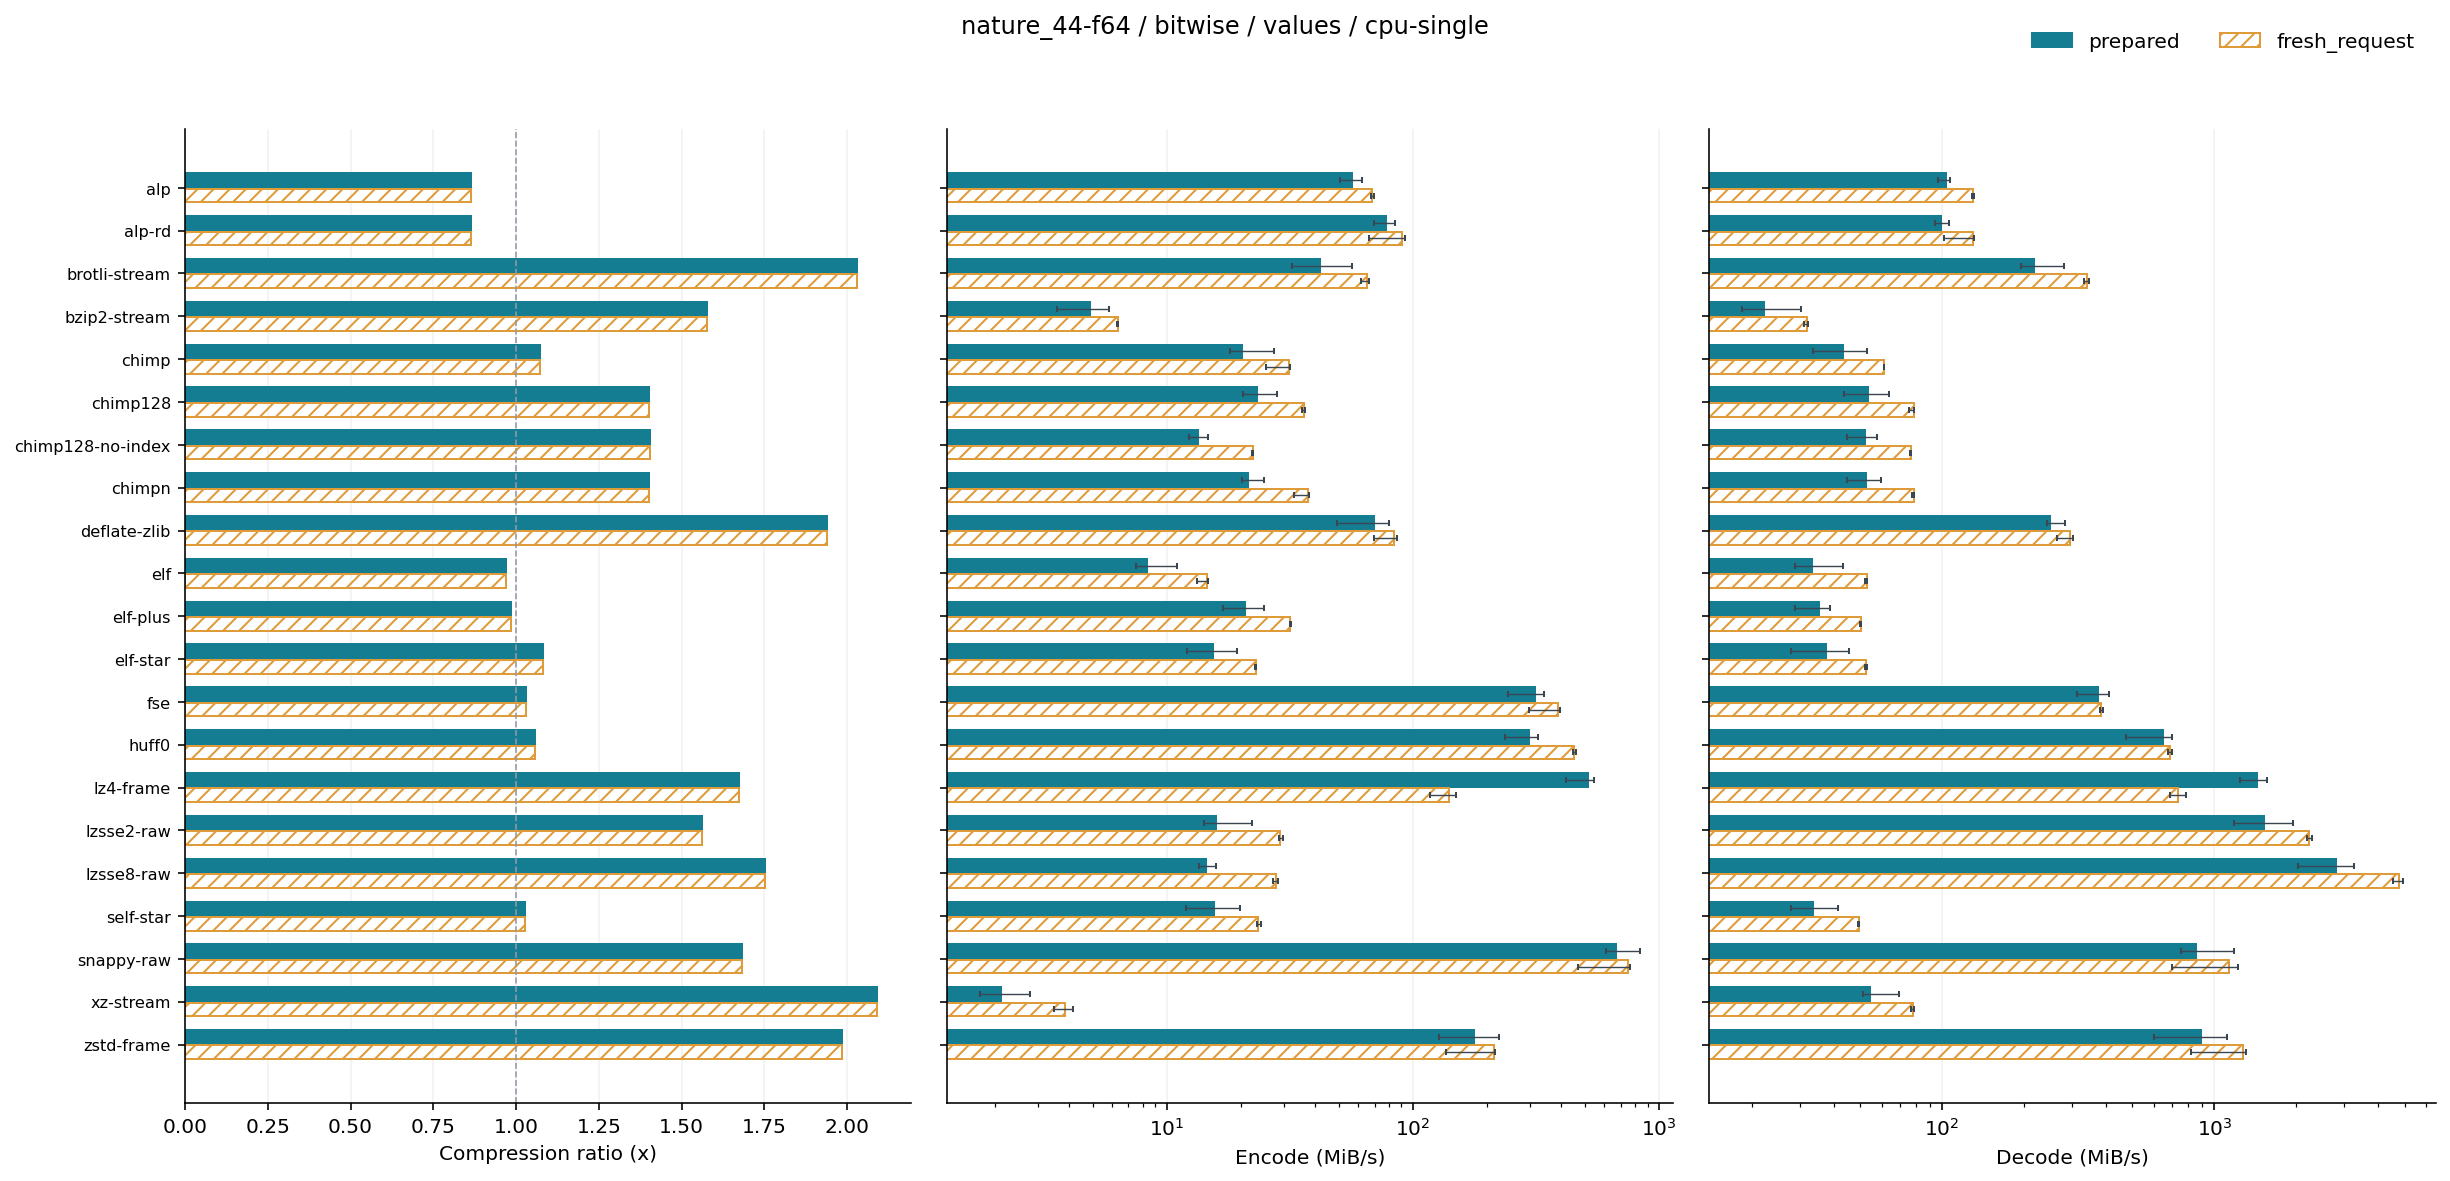 nature_44-f64 / bitwise / values / cpu-single
prepared
fresh_request
alp
alp-rd
brotli-stream
bzip2-stream
chimp
chimp128
chimp128-no-index
chimpn
deflate-zlib
elf
elf-plus
elf-star
fse
huff0
lz4-frame
lzsse2-raw
lzsse8-raw
self-star
snappy-raw
xz-stream
zstd-frame
0.00 0.25 0.50 0.75 1.00 1.25 1.50 1.75 2.00
Compression ratio (x)
10¹ 10² 10³
Encode (MiB/s)
10² 10³
Decode (MiB/s)